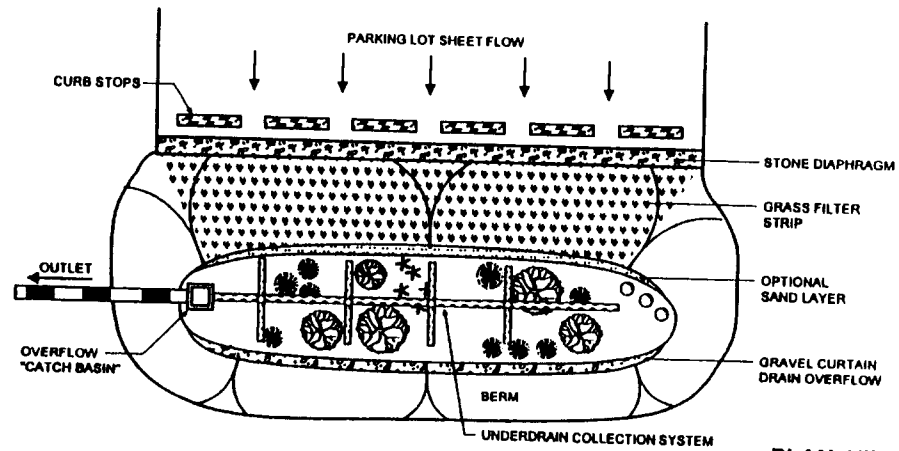 PARKING LOT SHEET FLOW
CURB STOPS
STONE DIAPHRAGM
GRASS FILTER
STRIP
OUTLET
OPTIONAL
SAND LAYER
OVERFLOW
"CATCH BASIN"
GRAVEL CURTAIN
DRAIN OVERFLOW
BERM
UNDERDRAIN COLLECTION SYSTEM